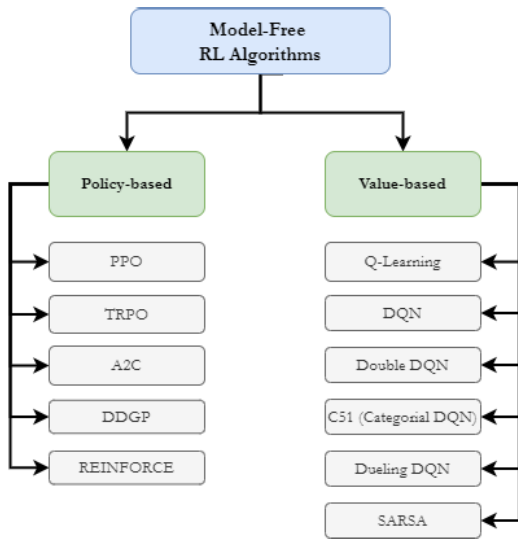 Model-Free
RL Algorithms
Policy-based
Value-based
PPO
Q-Learning
TRPO
DQN
A2C
Double DQN
DDGP
C51 (Categorial DQN)
REINFORCE
Dueling DQN
SARSA